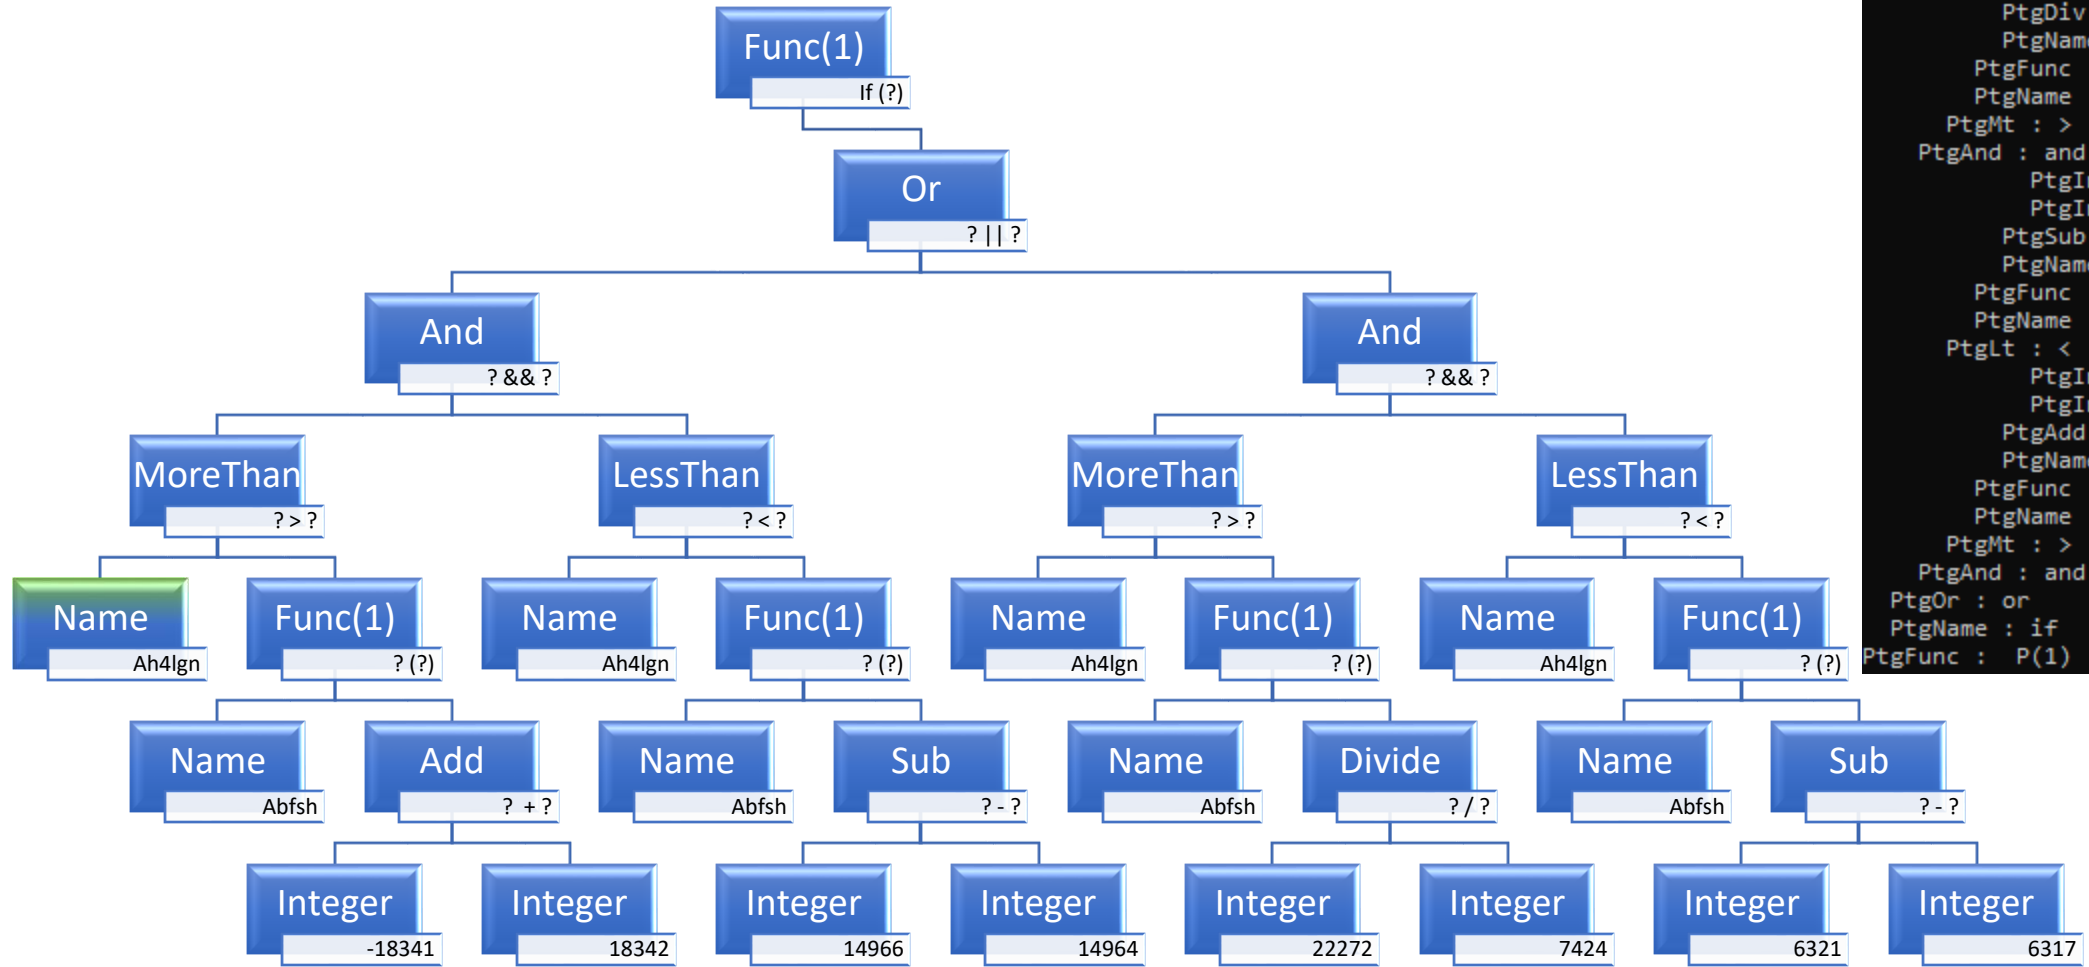 Func(1)
If (?)
Or
? || ?
And
? && ?
And
? && ?
MoreThan
? > ?
LessThan
? < ?
MoreThan
? > ?
LessThan
? < ?
Name
Ah4lgn
Func(1)
? (?)
Name
Ah4lgn
Func(1)
? (?)
Name
Ah4lgn
Func(1)
? (?)
Name
Ah4lgn
Func(1)
? (?)
Name
Abfsh
Add
? + ?
Name
Abfsh
Sub
? - ?
Name
Abfsh
Divide
? / ?
Name
Abfsh
Sub
? - ?
Integer
-18341
Integer
18342
Integer
14966
Integer
14964
Integer
22272
Integer
7424
Integer
6321
Integer
6317
PtgDiv
PtgFunc
PtgName
PtgMt : >
PtgAnd : and
PtgSub
PtgFunc
PtgName
PtgLt : <
PtgAdd
PtgFunc
PtgName
PtgMt : >
PtgAnd : and
PtgOr : or
PtgName : if
PtgFunc : P(1)